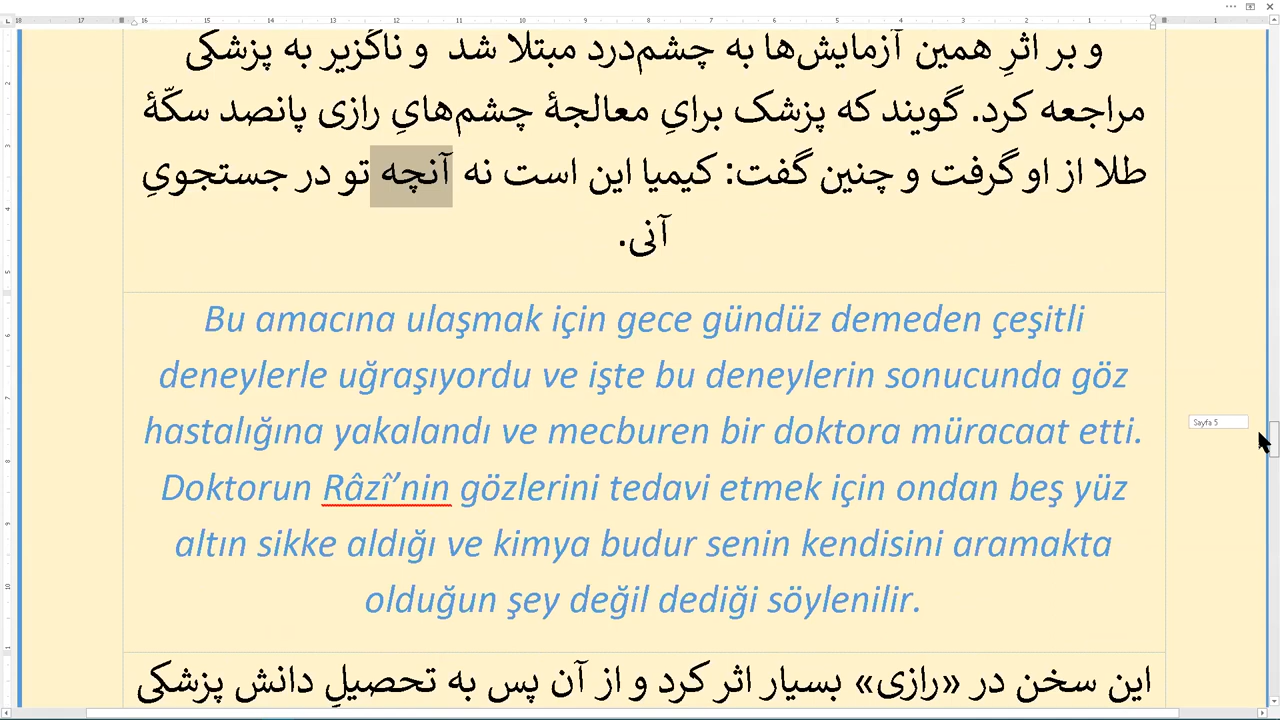 و بر اثرِ همین آزمایش‌ها به چشم‌درد مبتلا شد و ناگزیر به پزشکی
مراجعه کرد. گویند که پزشک برایِ معالجۀ چشم‌هایِ رازی پانصد سکّۀ
طلا از او گرفت و چنین گفت: کیمیا این است نه آنچه تو در جستجویِ
آنی.
Bu amacına ulaşmak için gece gündüz demeden çeşitli
deneylerle uğraşıyordu ve işte bu deneylerin sonucunda göz
hastalığına yakalandı ve mecburen bir doktora müracaat etti.
Doktorun Râzî’nin gözlerini tedavi etmek için ondan beş yüz
altın sikke aldığı ve kimya budur senin kendisini aramakta
olduğun şey değil dediği söylenilir.
Sayfa 5
این سخن در «رازی» بسیار اثر کرد و از آن پس به تحصیلِ دانش پزشکی